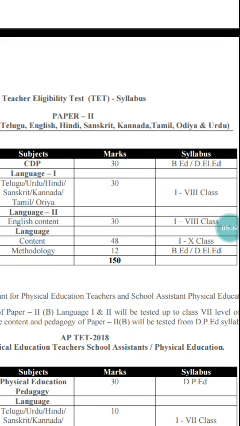 Teacher Eligibility Test (TET) - Syllabus
PAPER – II
Telugu, English, Hindi, Sanskrit, Kannada,Tamil, Odiya & Urdu)
Subjects Marks Syllabus
CDP 30 B.Ed / D.El.Ed
Language – I
Telugu/Urdu/Hindi/
Sanskrit/Kannada/
Tamil/ Oriya
30
I - VIII Class
Language – II
English content 30 I – VIII Class
Language
Content 48 I - X Class
Methodology 12 B.Ed / D.El.Ed
150
ant for Physical Education Teachers and School Assistant Physical Educat
of Paper – II (B) Language I & II will be tested up to class VII level of
e content and pedagogy of Paper – II(B) will be tested from D.P.Ed syllab
AP TET-2018
ical Education Teachers School Assistants / Physical Education.
Subjects Marks Syllabus
Physical Education
Pedagogy
30 D.P.Ed
Language
Telugu/Urdu/Hindi/
Sanskrit/Kannada/
10
I - VII Class